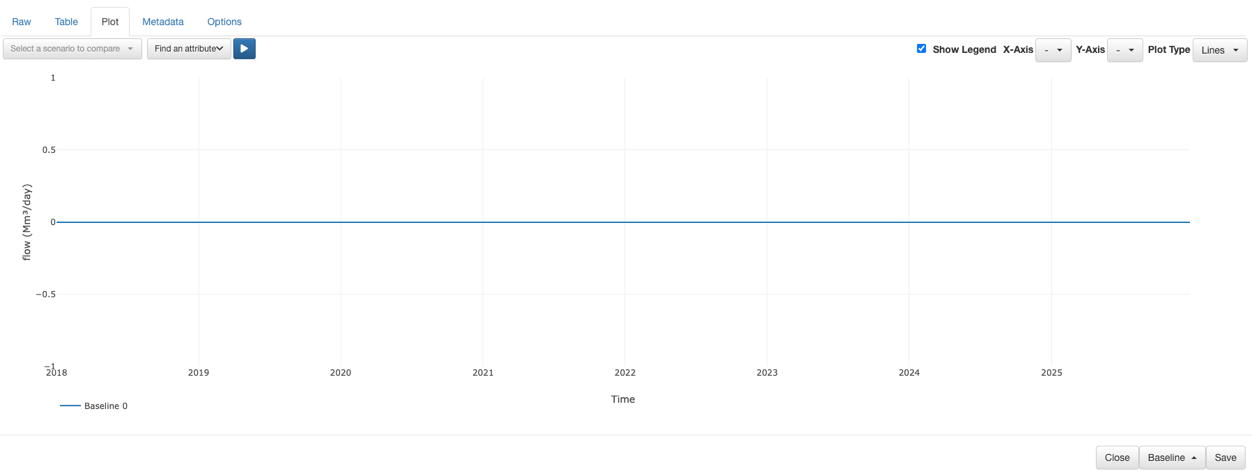 Raw Table Plot Metadata Options
Select a scenario to compare Find an attribute Show Legend X-Axis - Y-Axis - Plot Type Lines
1
0.5
0
−0.5
−1
flow (Mm³/day)
2018 2019 2020 2021 2022 2023 2024 2025
Time
Baseline 0
Close Baseline Save